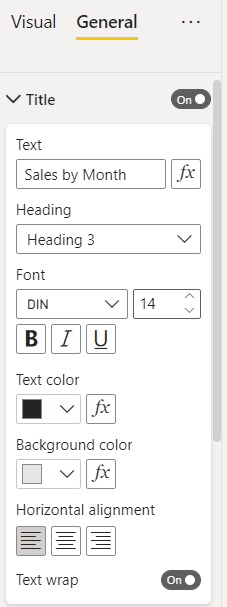 Visual General ...
Title On
Text
Sales by Month fx
Heading
Heading 3
Font
DIN 14
B I U
Text color
fx
Background color
fx
Horizontal alignment
Text wrap On